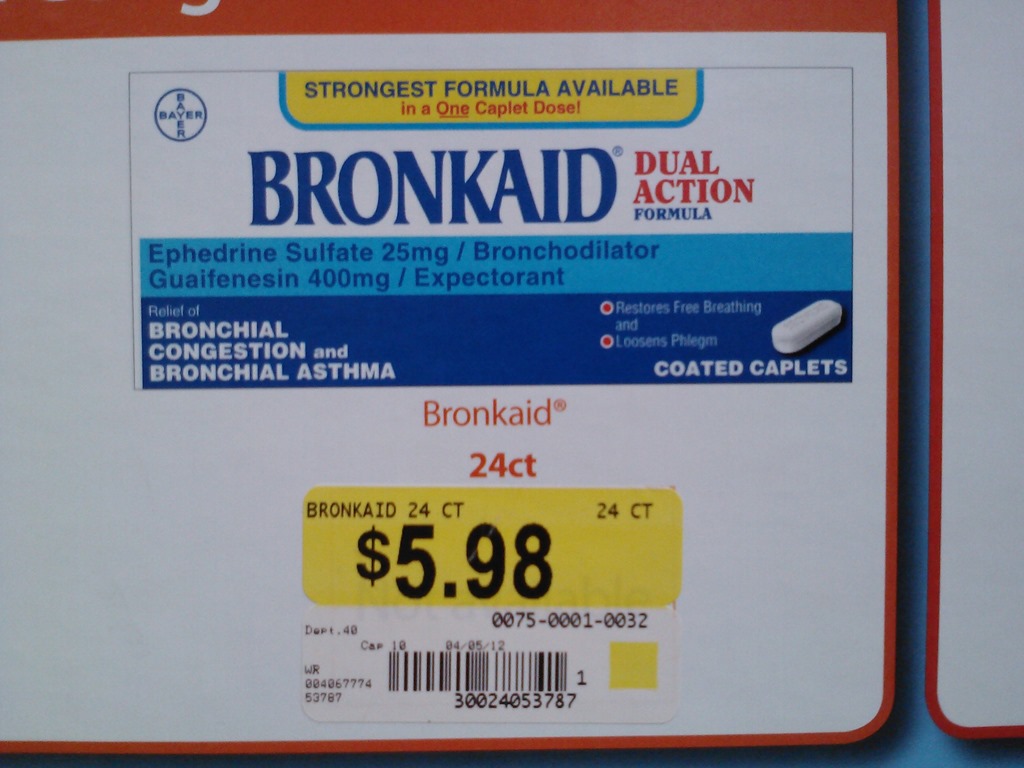 BAYER
BAYER
STRONGEST FORMULA AVAILABLE
in a One Caplet Dose!
BRONKAID®
DUAL
ACTION
FORMULA
Ephedrine Sulfate 25mg / Bronchodilator
Guaifenesin 400mg / Expectorant
Relief of
BRONCHIAL
CONGESTION and
BRONCHIAL ASTHMA
Restores Free Breathing
and
Loosens Phlegm
COATED CAPLETS
Bronkaid®
24ct
BRONKAID 24 CT 24 CT
$5.98
0075-0001-0032
Dept.40
Cap 10 04/05/12
WR
004067774
53787
1
30024053787